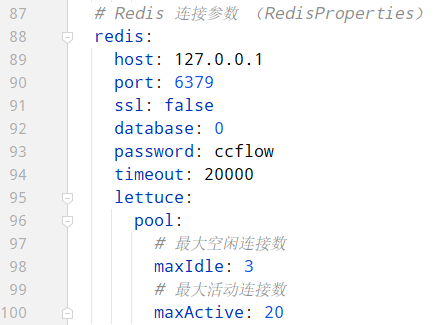 87 # Redis 连接参数 （RedisProperties）
88 redis:
89 host: 127.0.0.1
90 port: 6379
91 ssl: false
92 database: 0
93 password: ccflow
94 timeout: 20000
95 lettuce:
96 pool:
97 # 最大空闲连接数
98 maxIdle: 3
99 # 最大活动连接数
100 maxActive: 20